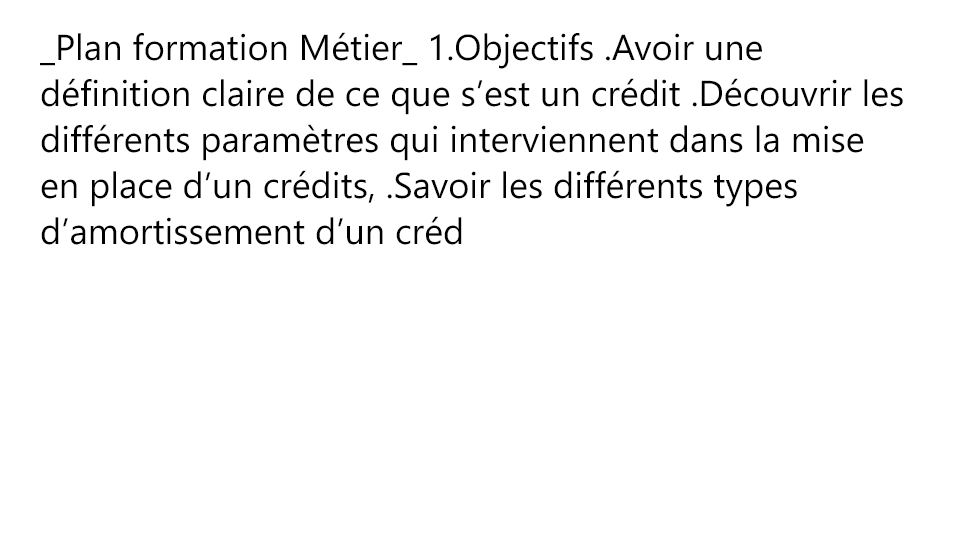 _Plan formation Métier_ 1.Objectifs .Avoir une
définition claire de ce que s’est un crédit .Découvrir les
différents paramètres qui interviennent dans la mise
en place d’un crédits, .Savoir les différents types
d’amortissement d’un créd